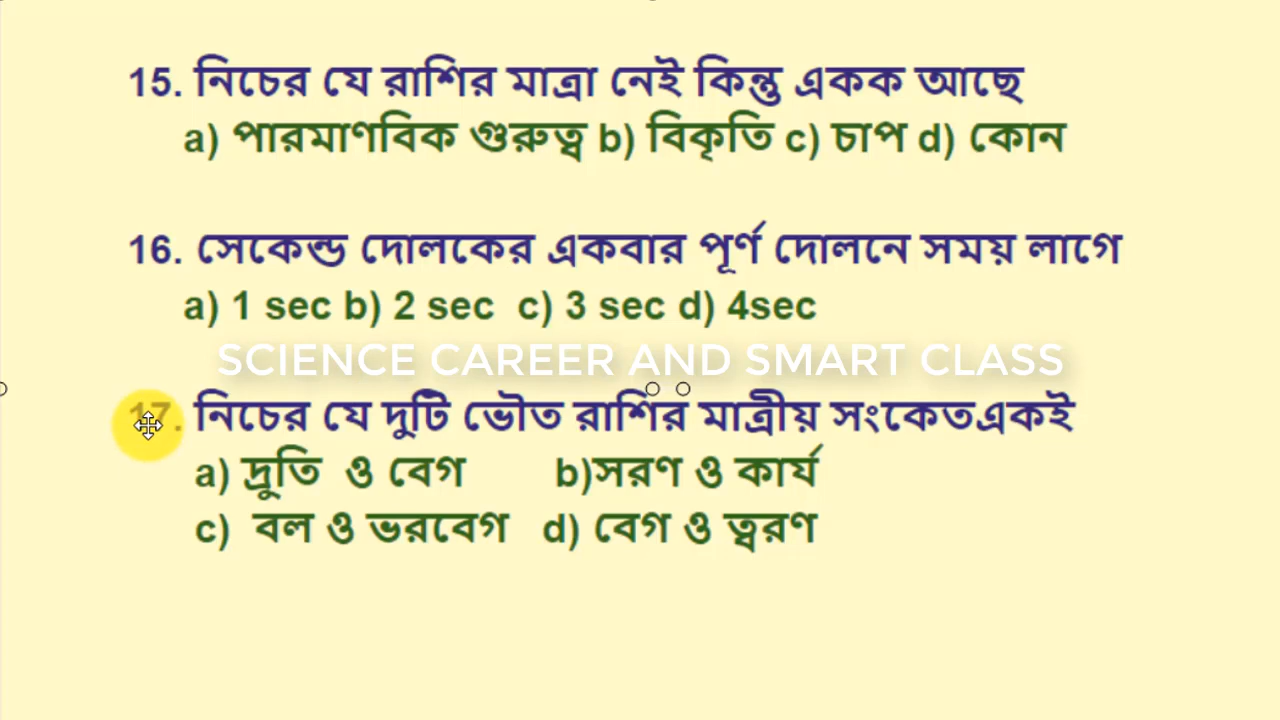 15. নিচের যে রাশির মাত্রা নেই কিন্তু একক আছে
a) পারমাণবিক গুরুত্ব b) বিকৃতি c) চাপ d) কোন
16. সেকেন্ড দোলকের একবার পূর্ণ দোলনে সময় লাগে
a) 1 sec b) 2 sec c) 3 sec d) 4sec
SCIENCE CAREER AND SMART CLASS
17. নিচের যে দুটি ভৌত রাশির মাত্রীয় সংকেতএকই
a) দ্রুতি ও বেগ b)সরণ ও কার্য
c) বল ও ভরবেগ d) বেগ ও ত্বরণ